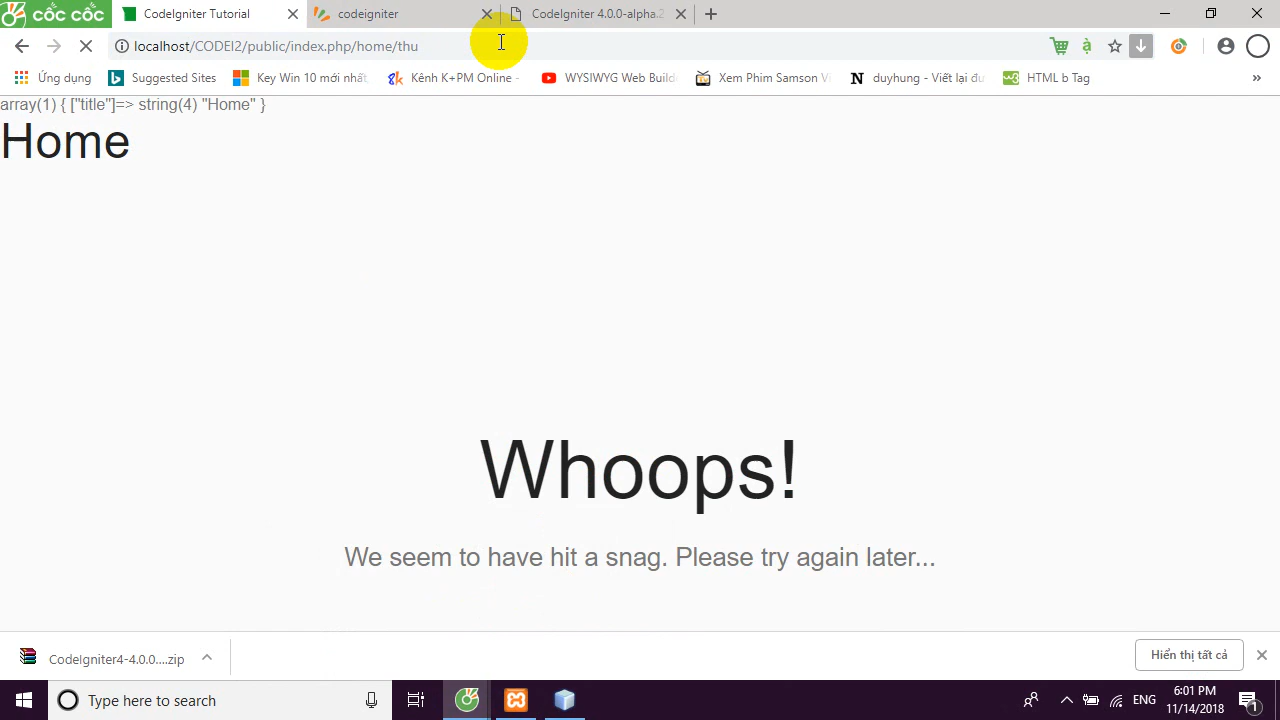 cốc cốc
CodeIgniter Tutorial
codeigniter
CodeIgniter 4.0.0-alpha.2
localhost/CODEI2/public/index.php/home/thu
Ứng dụng
Suggested Sites
Key Win 10 mới nhất
Kênh K+PM Online -
WYSIWYG Web Build
Xem Phim Samson V
duyhung - Viết lại đư
HTML b Tag
»
array(1) { ["title"]=> string(4) "Home" }
Home
Whoops!
We seem to have hit a snag. Please try again later...
CodeIgniter4-4.0.0....zip
Hiển thị tất cả
Type here to search
ENG
6:01 PM
11/14/2018
1